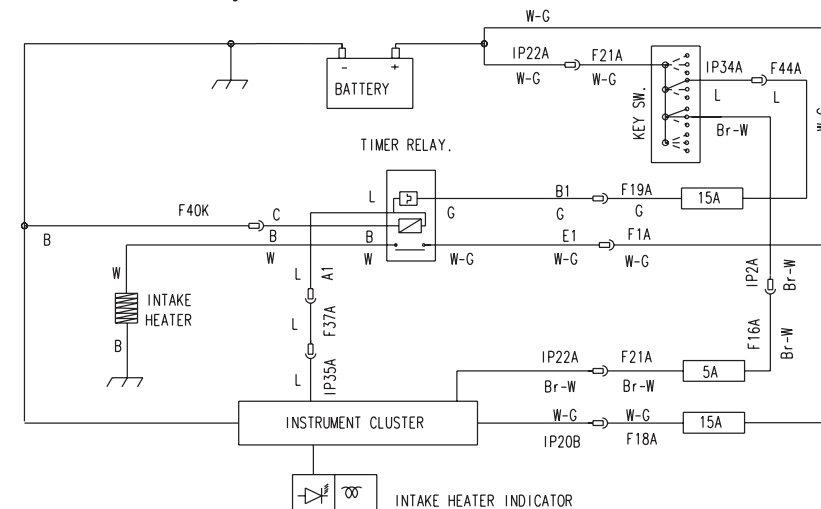 W-G
IP22A F21A
W-G W-G
IP34A F44A
L L
- +
BATTERY
KEY SW.
Br-W
W-G
TIMER RELAY.
L
G
B1 F19A
G G
15A
F40K
C
B
B
B
W
W
W-G
E1 F1A
W-G W-G
W
INTAKE
HEATER
B
L A1
L F37A
L IP35A
IP2A Br-W
F16A Br-W
IP22A F21A
Br-W Br-W
5A
INSTRUMENT CLUSTER
W-G W-G
IP20B F18A
15A
INTAKE HEATER INDICATOR